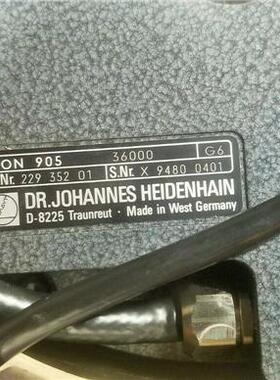 ON 905 36000 G6
Nr. 229 352 01 S.Nr. X 9480 0401
DR. JOHANNES HEIDENHAIN
D-8225 Traunreut · Made in West Germany